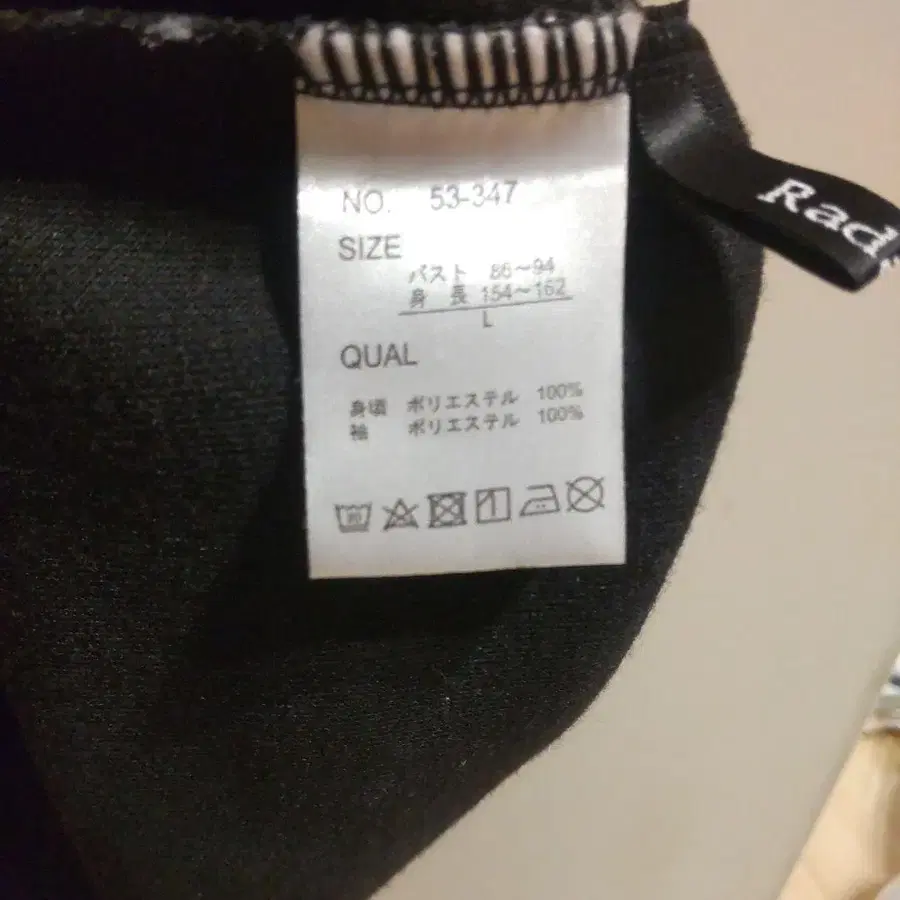 NO. 53-347
SIZE
バスト 86～94
身長 154～162
L
QUAL
身頃 ポリエステル 100%
袖 ポリエステル 100%
Rad